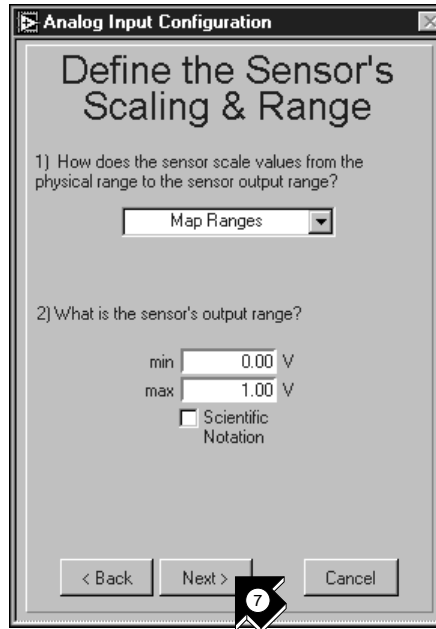 Analog Input Configuration
Define the Sensor's
Scaling & Range
1) How does the sensor scale values from the
physical range to the sensor output range?
Map Ranges
2) What is the sensor's output range?
min 0.00 V
max 1.00 V
Scientific
Notation
< Back Next > Cancel
7